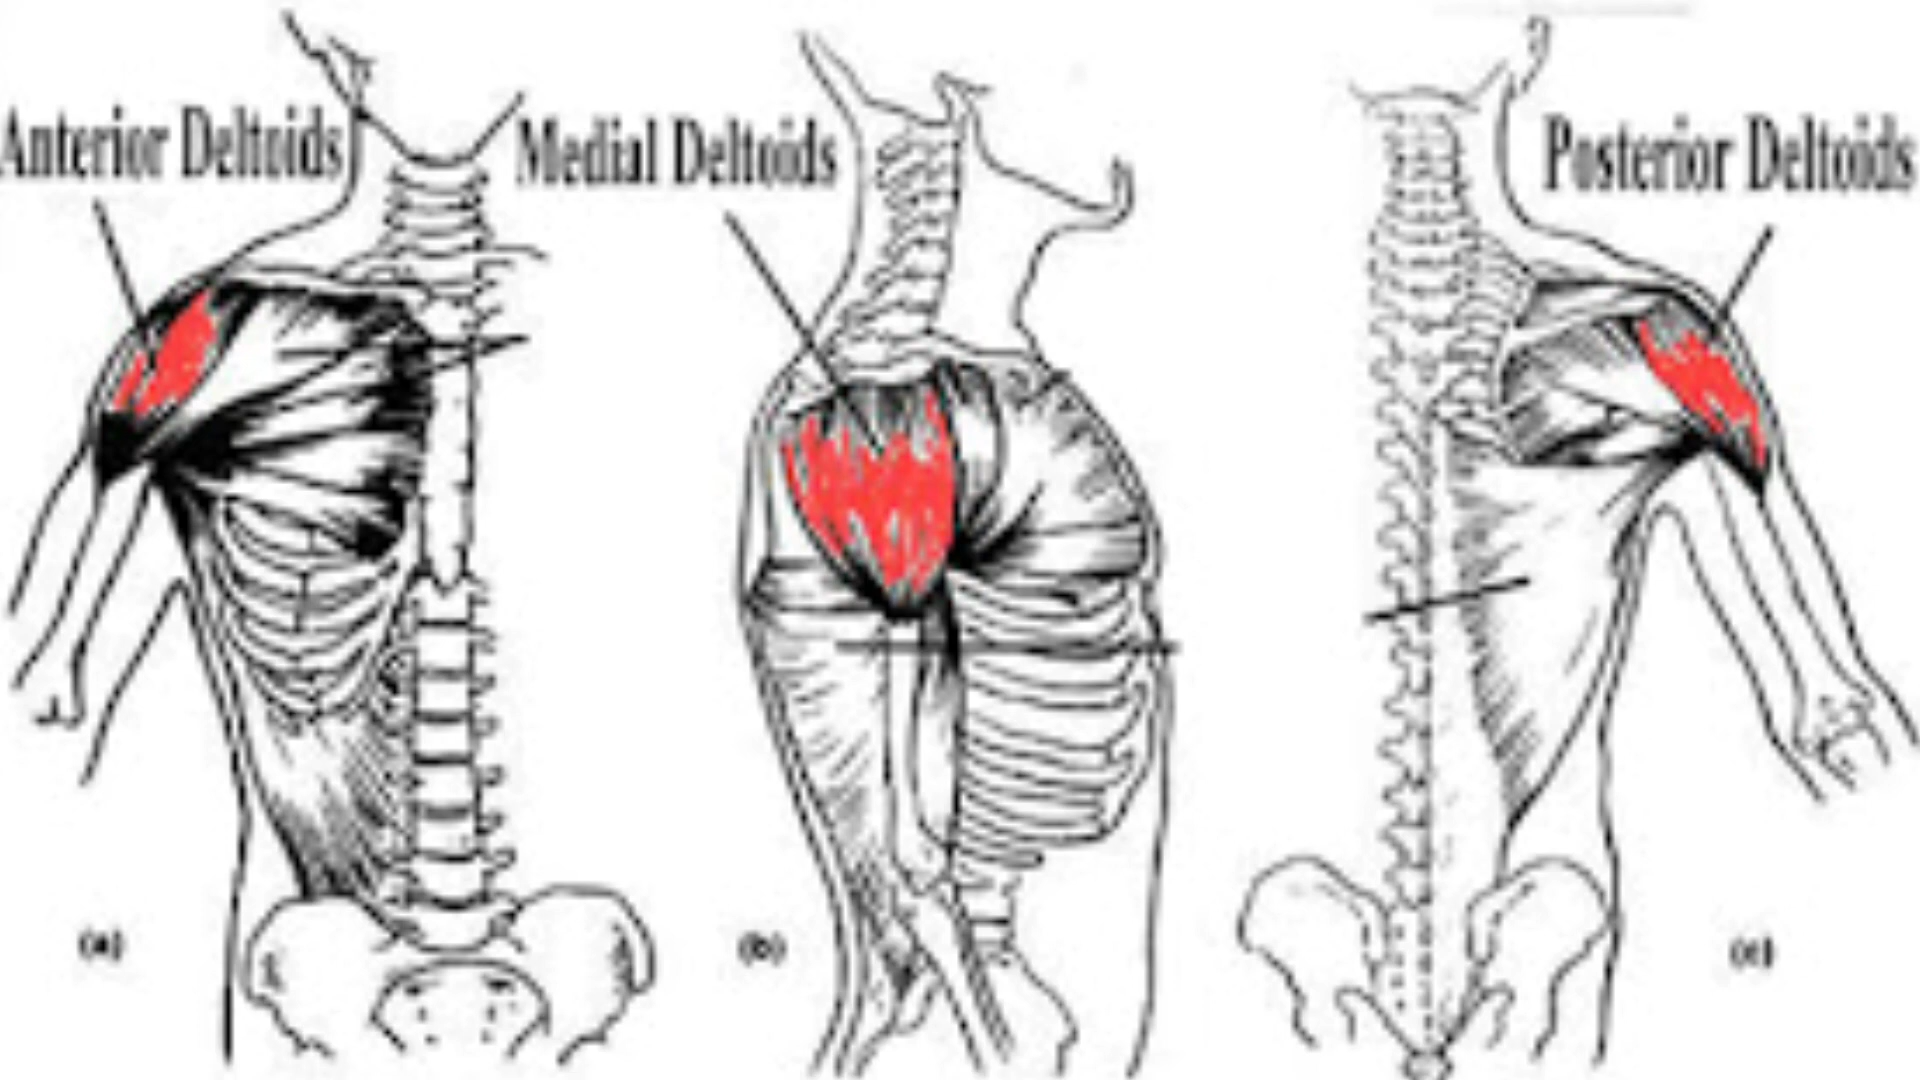 Anterior Deltoids
Medial Deltoids
Posterior Deltoids
(a)
(b)
(c)